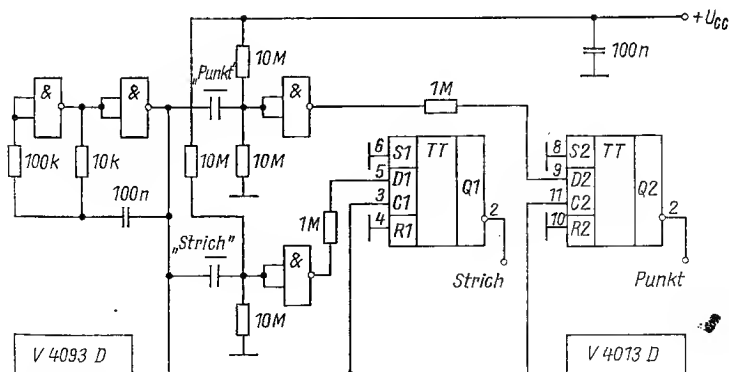 +U_CC
100n
10M
„Punkt"
&
&
&
1M
100k
10k
10M
10M
100n
6 S1 TT
5 D1
3 C1
4 R1
Q1
2
8 S2 TT
9 D2
11 C2
10 R2
Q2
2
1M
„Strich"
&
10M
Strich
Punkt
V 4093 D
V 4013 D